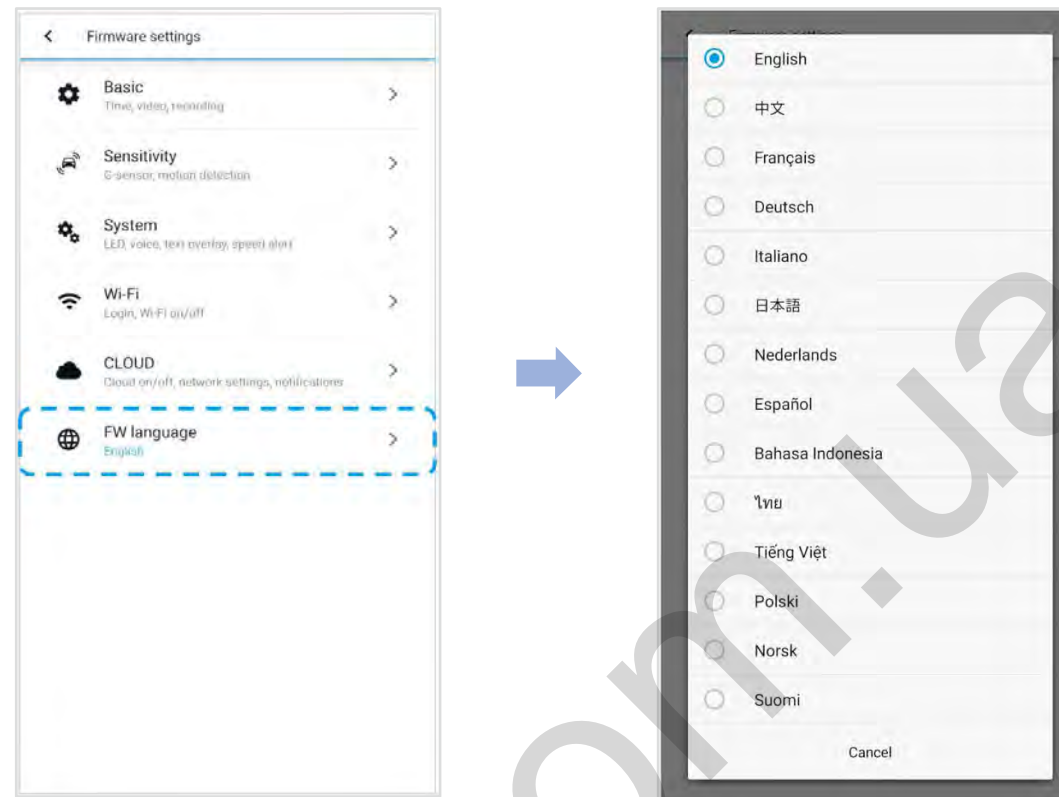 Firmware settings
Basic
Time, video, recording
Sensitivity
G-sensor, motion detection
System
LED, voice, text overlay, speed alert
Wi-Fi
Login, Wi-Fi on/off
CLOUD
Cloud on/off, network settings, notifications
FW language
English
English
中文
Français
Deutsch
Italiano
日本語
Nederlands
Español
Bahasa Indonesia
ไทย
Tiếng Việt
Polski
Norsk
Suomi
Cancel
om.ua